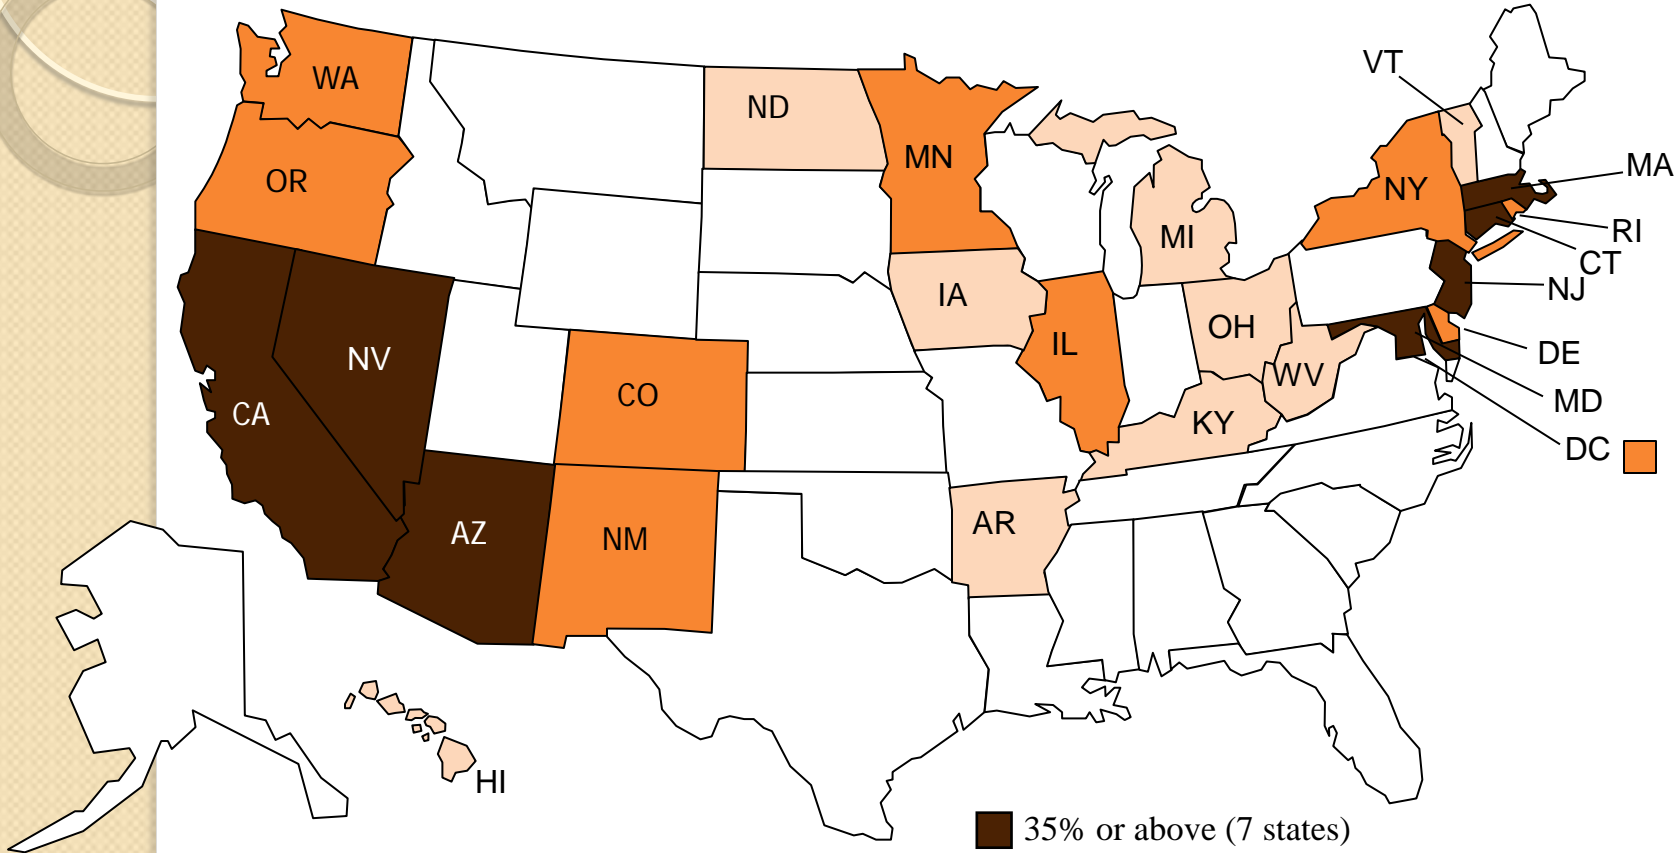 VT
WA
ND
MN
MA
OR
NY
RI
MI
CT
NJ
IA
OH
IL
NV
DE
WV
CO
MD
CA
KY
DC
AZ
NM
AR
HI
35% or above (7 states)